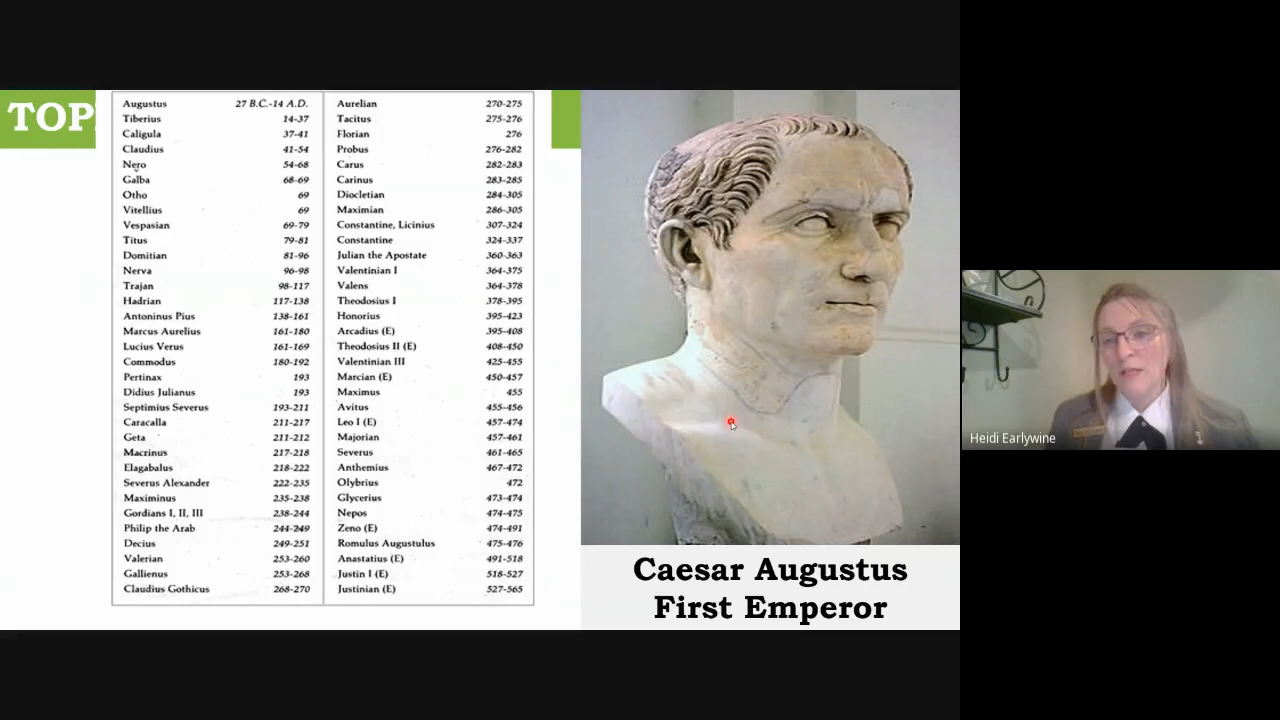 TOP
Augustus 27 B.C.-14 A.D.
Tiberius 14-37
Caligula 37-41
Claudius 41-54
Nero 54-68
Galba 68-69
Otho 69
Vitellius 69
Vespasian 69-79
Titus 79-81
Domitian 81-96
Nerva 96-98
Trajan 98-117
Hadrian 117-138
Antoninus Pius 138-161
Marcus Aurelius 161-180
Lucius Verus 161-169
Commodus 180-192
Pertinax 193
Didius Julianus 193
Septimius Severus 193-211
Caracalla 211-217
Geta 211-212
Macrinus 217-218
Elagabalus 218-222
Severus Alexander 222-235
Maximinus 235-238
Gordians I, II, III 238-244
Philip the Arab 244-249
Decius 249-251
Valerian 253-260
Gallienus 253-268
Claudius Gothicus 268-270
Aurelian 270-275
Tacitus 275-276
Florian 276
Probus 276-282
Carus 282-283
Carinus 283-285
Diocletian 284-305
Maximian 286-305
Constantine, Licinius 307-324
Constantine 324-337
Julian the Apostate 360-363
Valentinian I 364-375
Valens 364-378
Theodosius I 378-395
Honorius 395-423
Arcadius (E) 395-408
Theodosius II (E) 408-450
Valentinian III 425-455
Marcian (E) 450-457
Maximus 455
Avitus 455-456
Leo I (E) 457-474
Majorian 457-461
Severus 461-465
Anthemius 467-472
Olybrius 472
Glycerius 473-474
Nepos 474-475
Zeno (E) 474-491
Romulus Augustulus 475-476
Anastatius (E) 491-518
Justin I (E) 518-527
Justinian (E) 527-565
Caesar Augustus
First Emperor
Heidi Earlywine